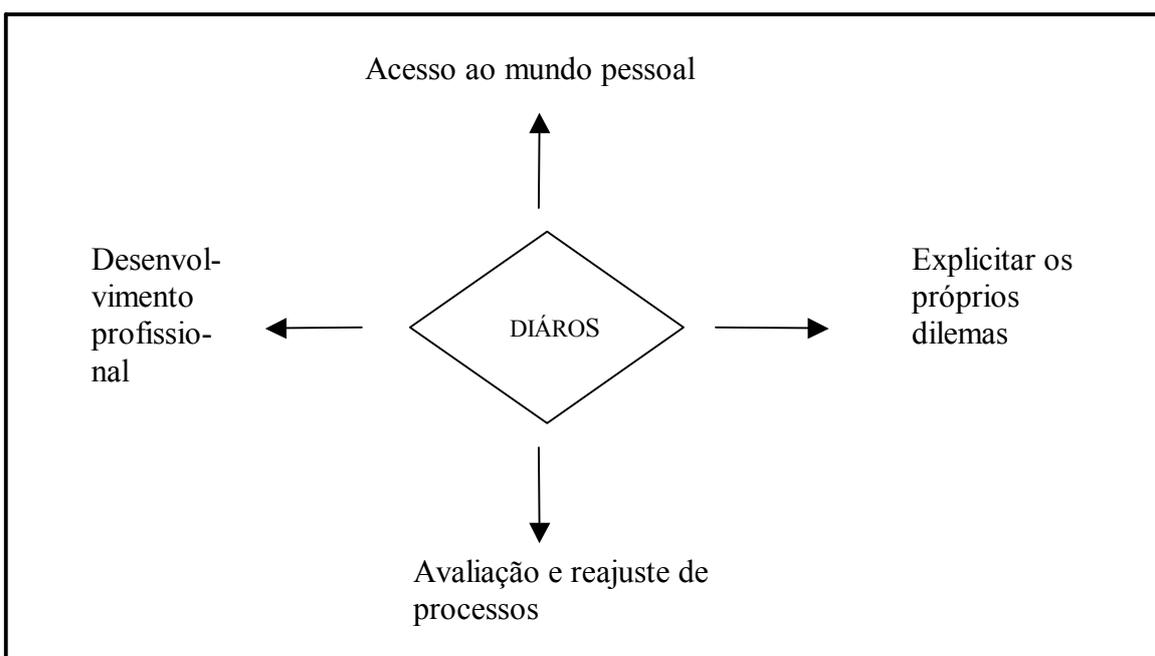 Acesso ao mundo pessoal
Desenvol-
vimento
profissio-
nal
DIÁROS
Explicitar os
próprios
dilemas
Avaliação e reajuste de
processos